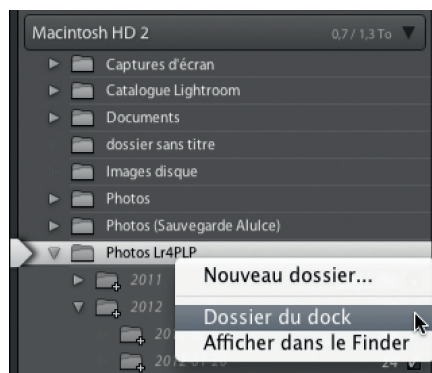 Macintosh HD 2 0,7 / 1,3 To
Captures d'écran
Catalogue Lightroom
Documents
dossier sans titre
Images disque
Photos
Photos (Sauvegarde Alulce)
Photos Lr4PLP
2011
Nouveau dossier...
2012
Dossier du dock
Afficher dans le Finder
24